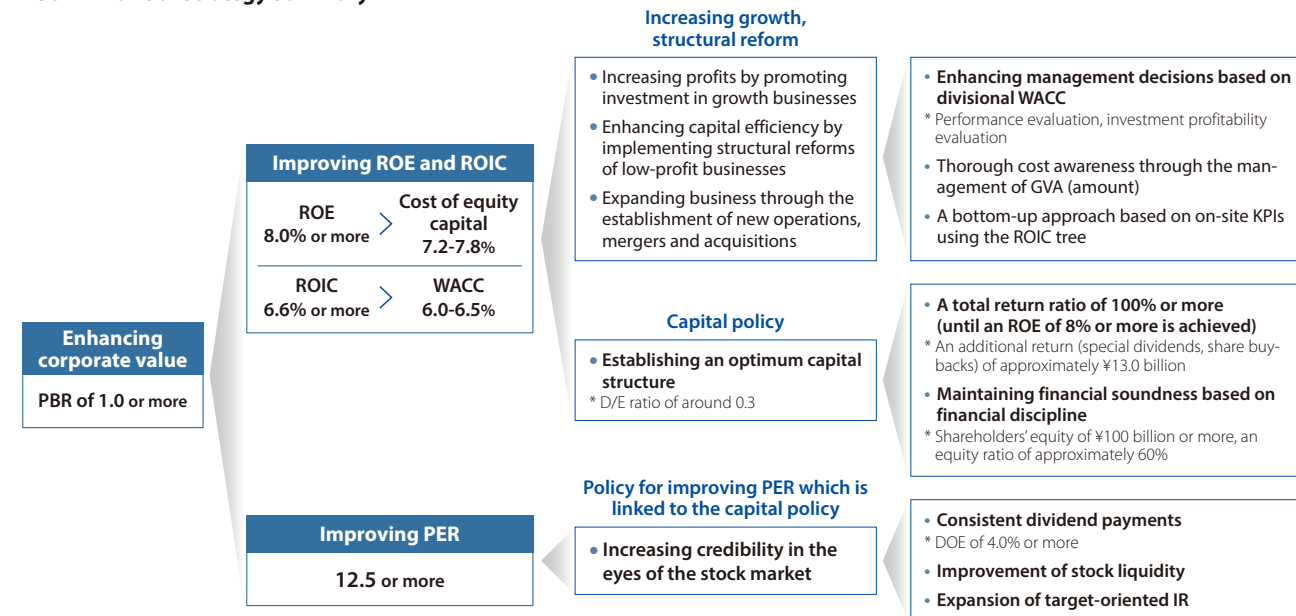 Increasing growth,
structural reform
• Increasing profits by promoting
investment in growth businesses
• Enhancing capital efficiency by
implementing structural reforms
of low-profit businesses
• Expanding business through the
establishment of new operations,
mergers and acquisitions
• Enhancing management decisions based on
divisional WACC
* Performance evaluation, investment profitability
evaluation
• Thorough cost awareness through the man-
agement of GVA (amount)
• A bottom-up approach based on on-site KPIs
using the ROIC tree
Improving ROE and ROIC
ROE
8.0% or more
>
Cost of equity
capital
7.2-7.8%
ROIC
6.6% or more
>
WACC
6.0-6.5%
Enhancing
corporate value
PBR of 1.0 or more
Capital policy
• Establishing an optimum capital
structure
* D/E ratio of around 0.3
• A total return ratio of 100% or more
(until an ROE of 8% or more is achieved)
* An additional return (special dividends, share buy-
backs) of approximately ¥13.0 billion
• Maintaining financial soundness based on
financial discipline
* Shareholders' equity of ¥100 billion or more, an
equity ratio of approximately 60%
Policy for improving PER which is
linked to the capital policy
Improving PER
12.5 or more
• Increasing credibility in the
eyes of the stock market
• Consistent dividend payments
* DOE of 4.0% or more
• Improvement of stock liquidity
• Expansion of target-oriented IR